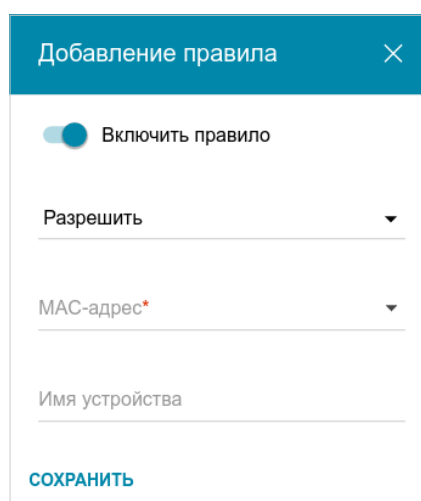 Добавление правила
Включить правило
Разрешить
MAC-адрес*
Имя устройства
СОХРАНИТЬ